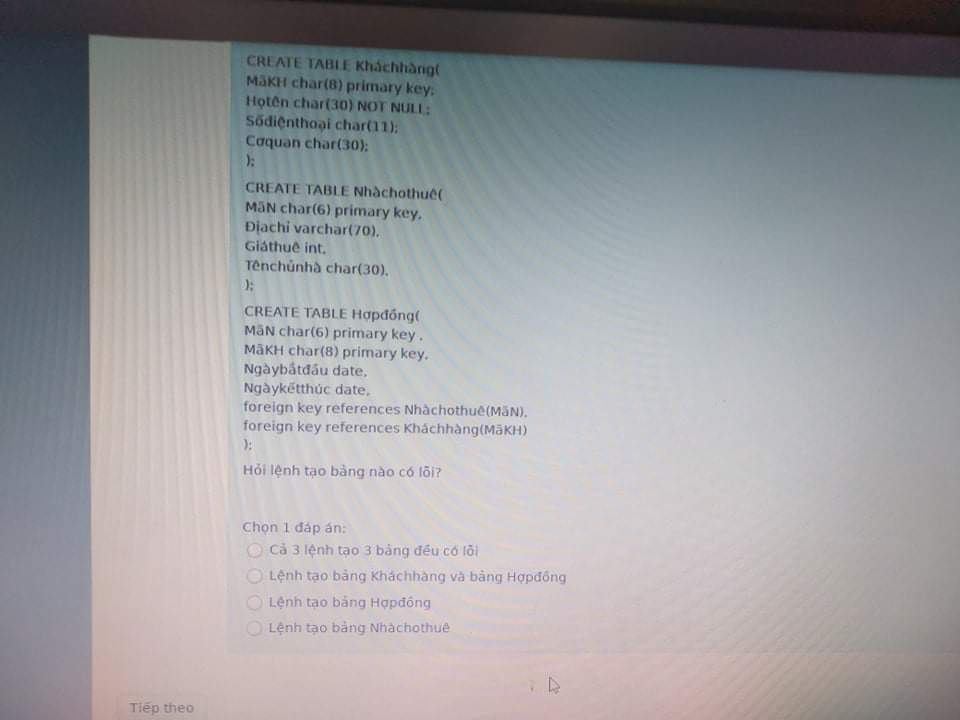 CREATE TABLE Kháchhàng(
MãKH char(8) primary key;
Họtên char(30) NOT NULL;
Sốđiệnthoại char(11);
Cơquan char(30);
);
CREATE TABLE Nhàchothuê(
MãN char(6) primary key,
Địachỉ varchar(70),
Giáthuê int,
Tênchủnhà char(30),
);
CREATE TABLE Hợpđồng(
MãN char(6) primary key ,
MãKH char(8) primary key,
Ngàybắtđầu date,
Ngàykếtthúc date,
foreign key references Nhàchothuê(MãN),
foreign key references Kháchhàng(MãKH)
);
Hỏi lệnh tạo bảng nào có lỗi?
Chọn 1 đáp án:
Cả 3 lệnh tạo 3 bảng đều có lỗi
Lệnh tạo bảng Kháchhàng và bảng Hợpđồng
Lệnh tạo bảng Hợpđồng
Lệnh tạo bảng Nhàchothuê
Tiếp theo